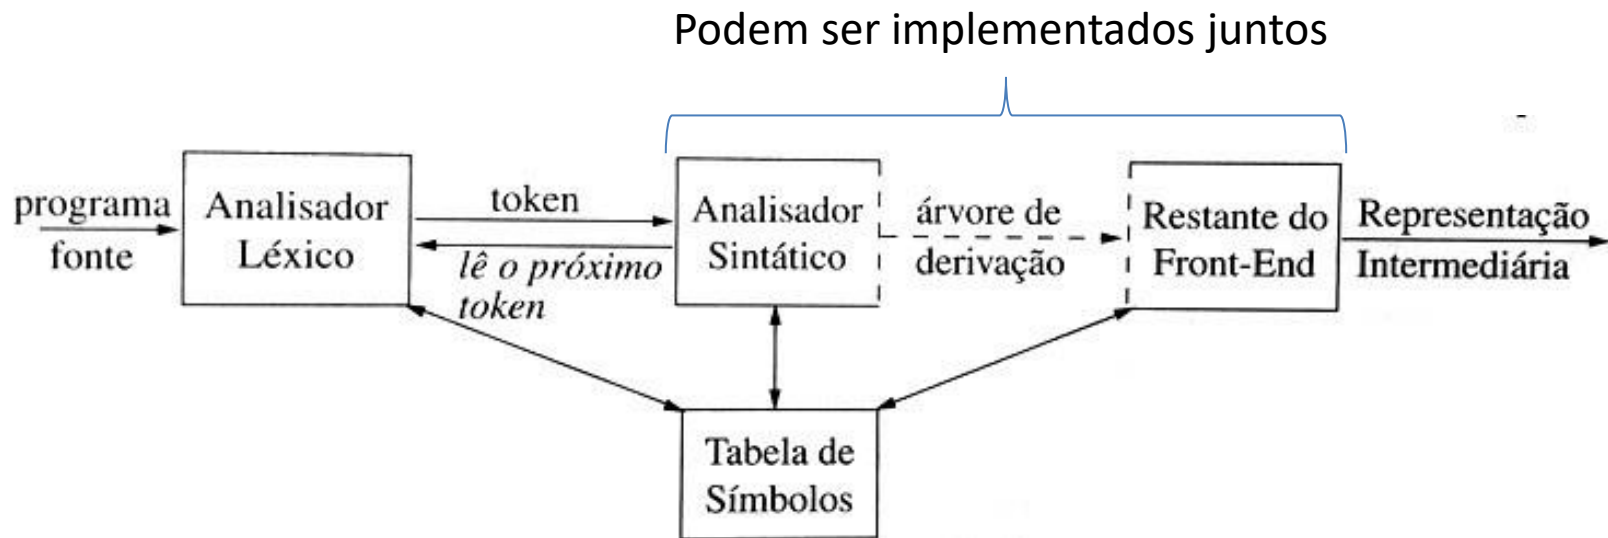 Podem ser implementados juntos
programa
fonte
Analisador
Léxico
token
lê o próximo
token
Analisador
Sintático
árvore de
derivação
Restante do
Front-End
Representação
Intermediária
Tabela de
Símbolos